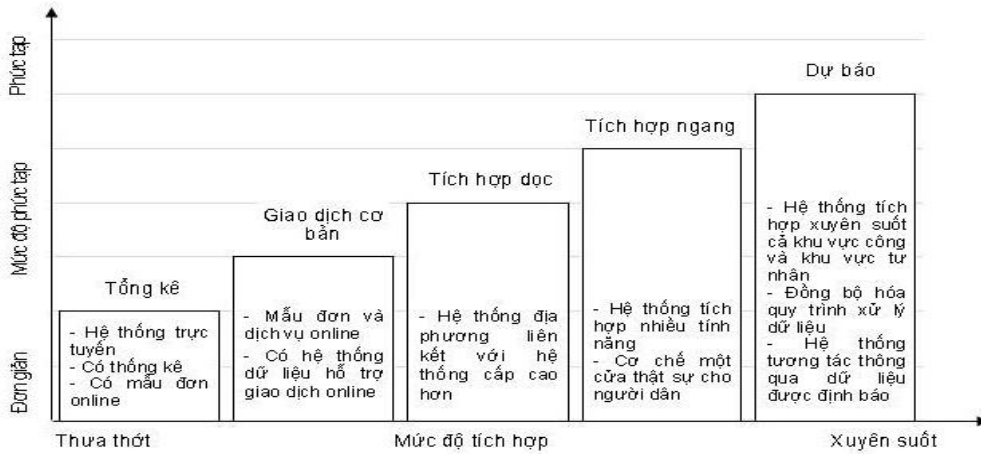 Phức tạp
Mức độ phức tạp
Đơn giản
Tổng kê
- Hệ thống trực
tuyến
- Có thống kê
- Có mẫu đơn
online
Giao dịch cơ
bản
- Mẫu đơn và
dịch vụ online
- Có hệ thống
dữ liệu hỗ trợ
giao dịch online
Tích hợp dọc
- Hệ thống địa
phương liên
kết với hệ
thống cấp cao
hơn
Tích hợp ngang
- Hệ thống tích
hợp nhiều tính
năng
- Cơ chế một
cửa thật sự cho
người dân
Dự báo
- Hệ thống tích
hợp xuyên suốt
cả khu vực công
và khu vực tư
nhân
- Đồng bộ hóa
quy trình xử lý
dữ liệu
- Hệ thống
tương tác thông
qua dữ liệu
được định báo
Thưa thớt
Mức độ tích hợp
Xuyên suốt